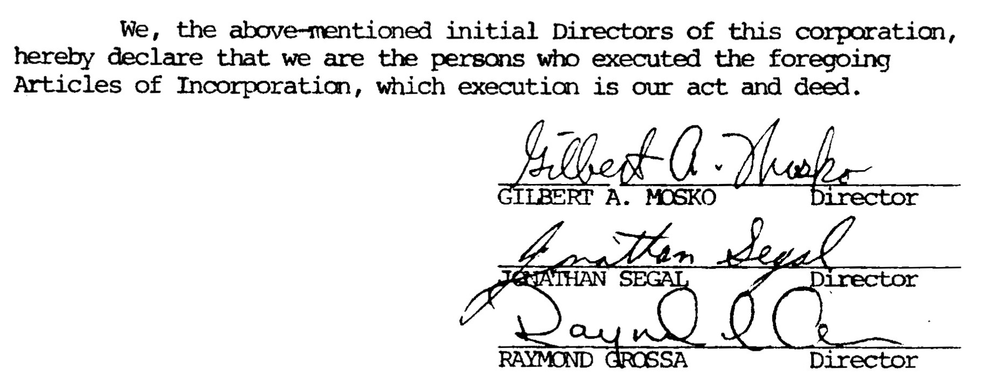 We, the above-mentioned initial Directors of this corporation,
hereby declare that we are the persons who executed the foregoing
Articles of Incorporation, which execution is our act and deed.
Gilbert A. Mosko
GILBERT A. MOSKO Director
Jonathan Segal
JONATHAN SEGAL Director
RAYMOND GROSSA Director